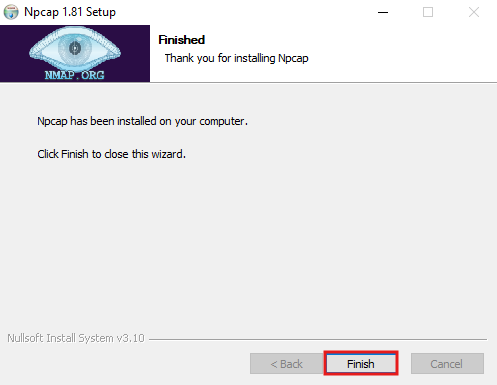 Npcap 1.81 Setup
NMAP.ORG
Finished
Thank you for installing Npcap
Npcap has been installed on your computer.
Click Finish to close this wizard.
Nullsoft Install System v3.10
< Back
Finish
Cancel